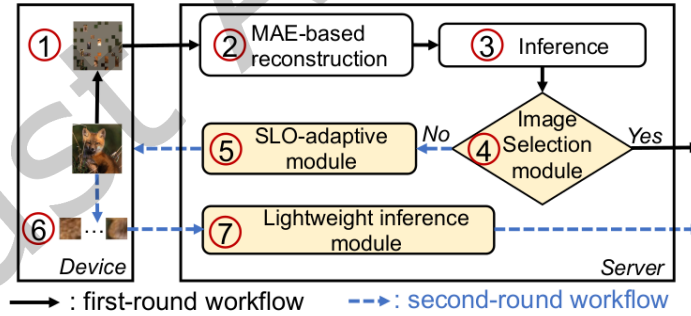 ①
② MAE-based
reconstruction
③ Inference
④ Image
Selection
module
No
Yes
⑤ SLO-adaptive
module
⑥ ...
⑦ Lightweight inference
module
Device
Server
: first-round workflow
: second-round workflow